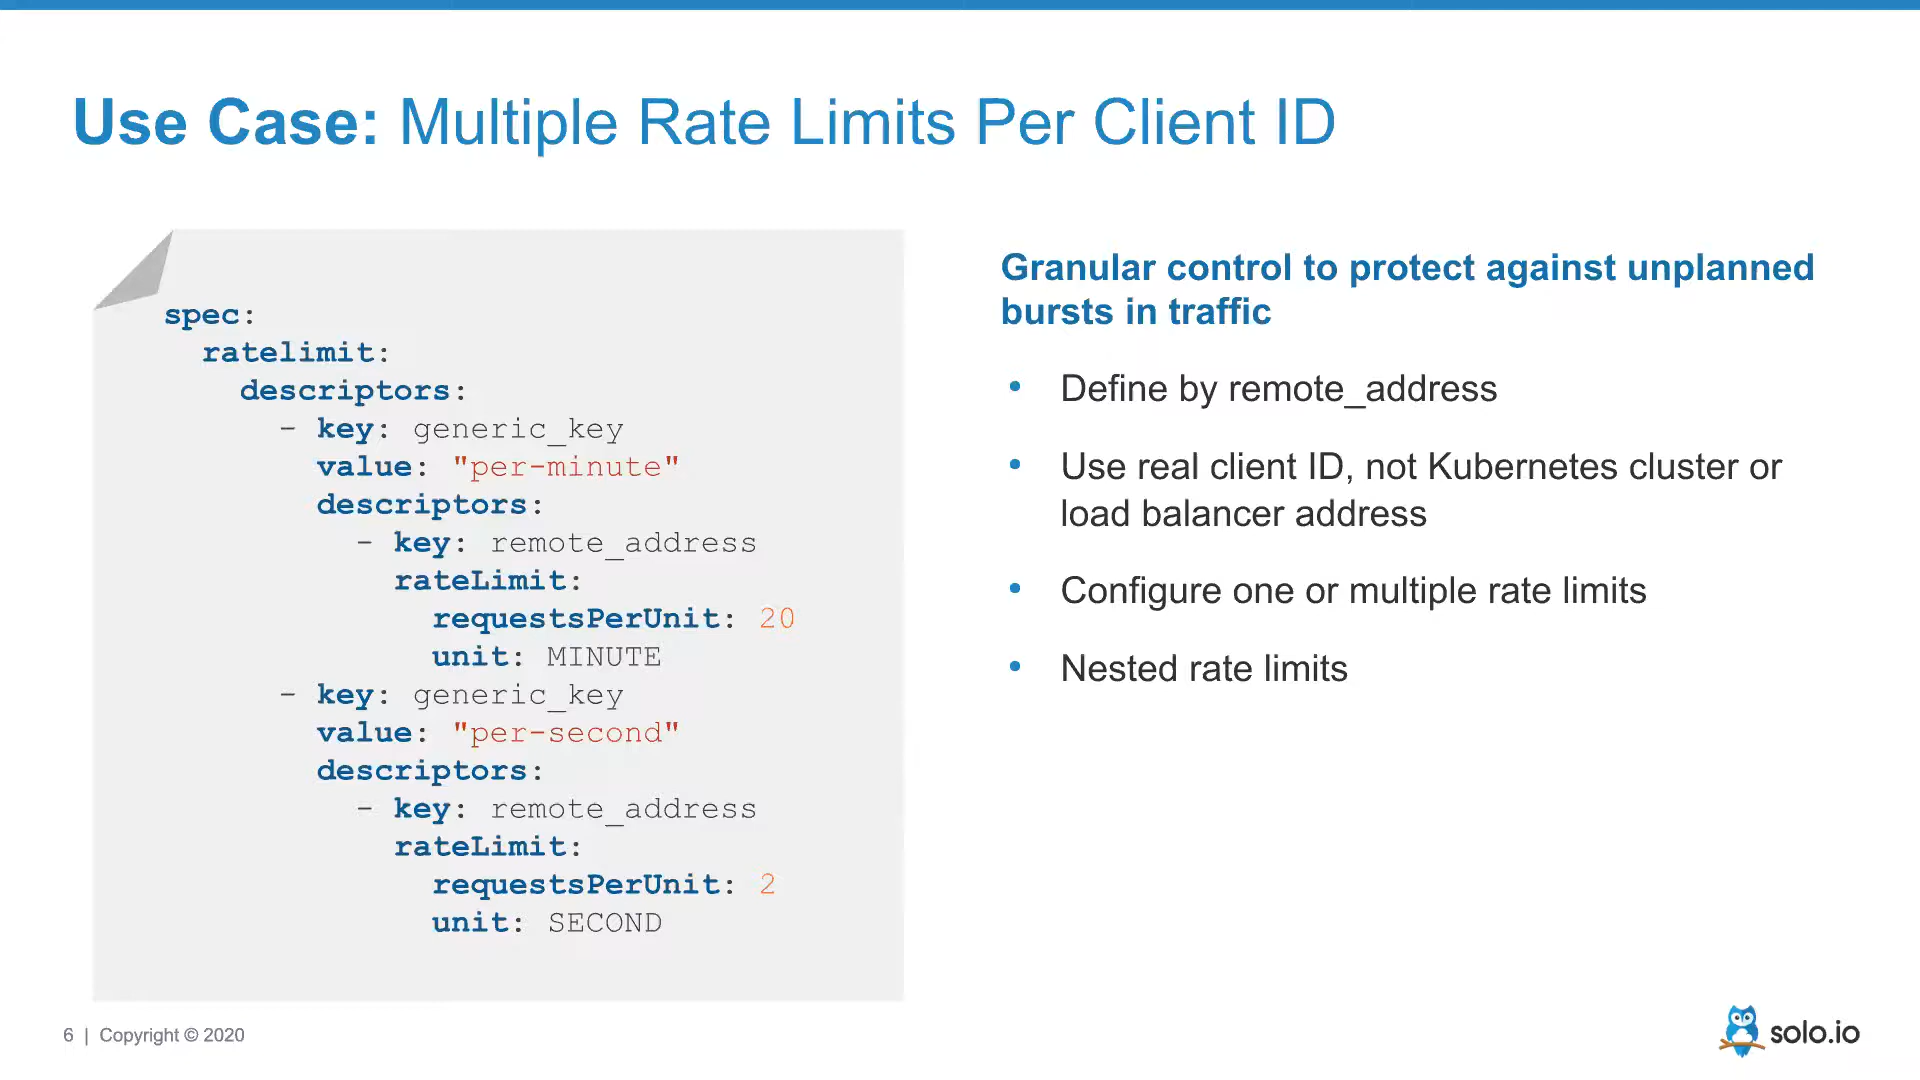 Use Case: Multiple Rate Limits Per Client ID
spec:
  ratelimit:
    descriptors:
      - key: generic_key
        value: "per-minute"
        descriptors:
          - key: remote_address
            rateLimit:
              requestsPerUnit: 20
              unit: MINUTE
      - key: generic_key
        value: "per-second"
        descriptors:
          - key: remote_address
            rateLimit:
              requestsPerUnit: 2
              unit: SECOND
Granular control to protect against unplanned
bursts in traffic
• Define by remote_address
• Use real client ID, not Kubernetes cluster or
load balancer address
• Configure one or multiple rate limits
• Nested rate limits
6 | Copyright © 2020
solo.io